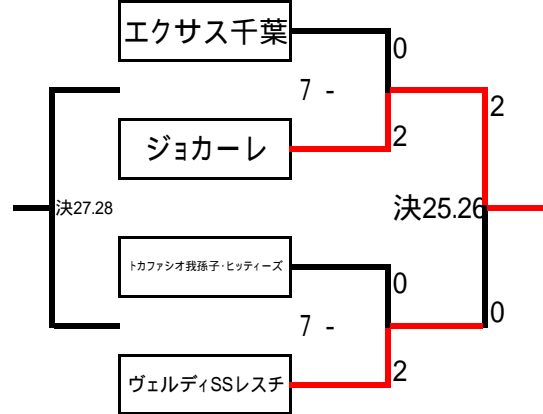 エクサス千葉
0
7 -
2
ジョカーレ
2
決27.28
決25.26
トカファシオ我孫子・ヒッティーズ
0
7 -
0
2
ヴェルディSSレスチ